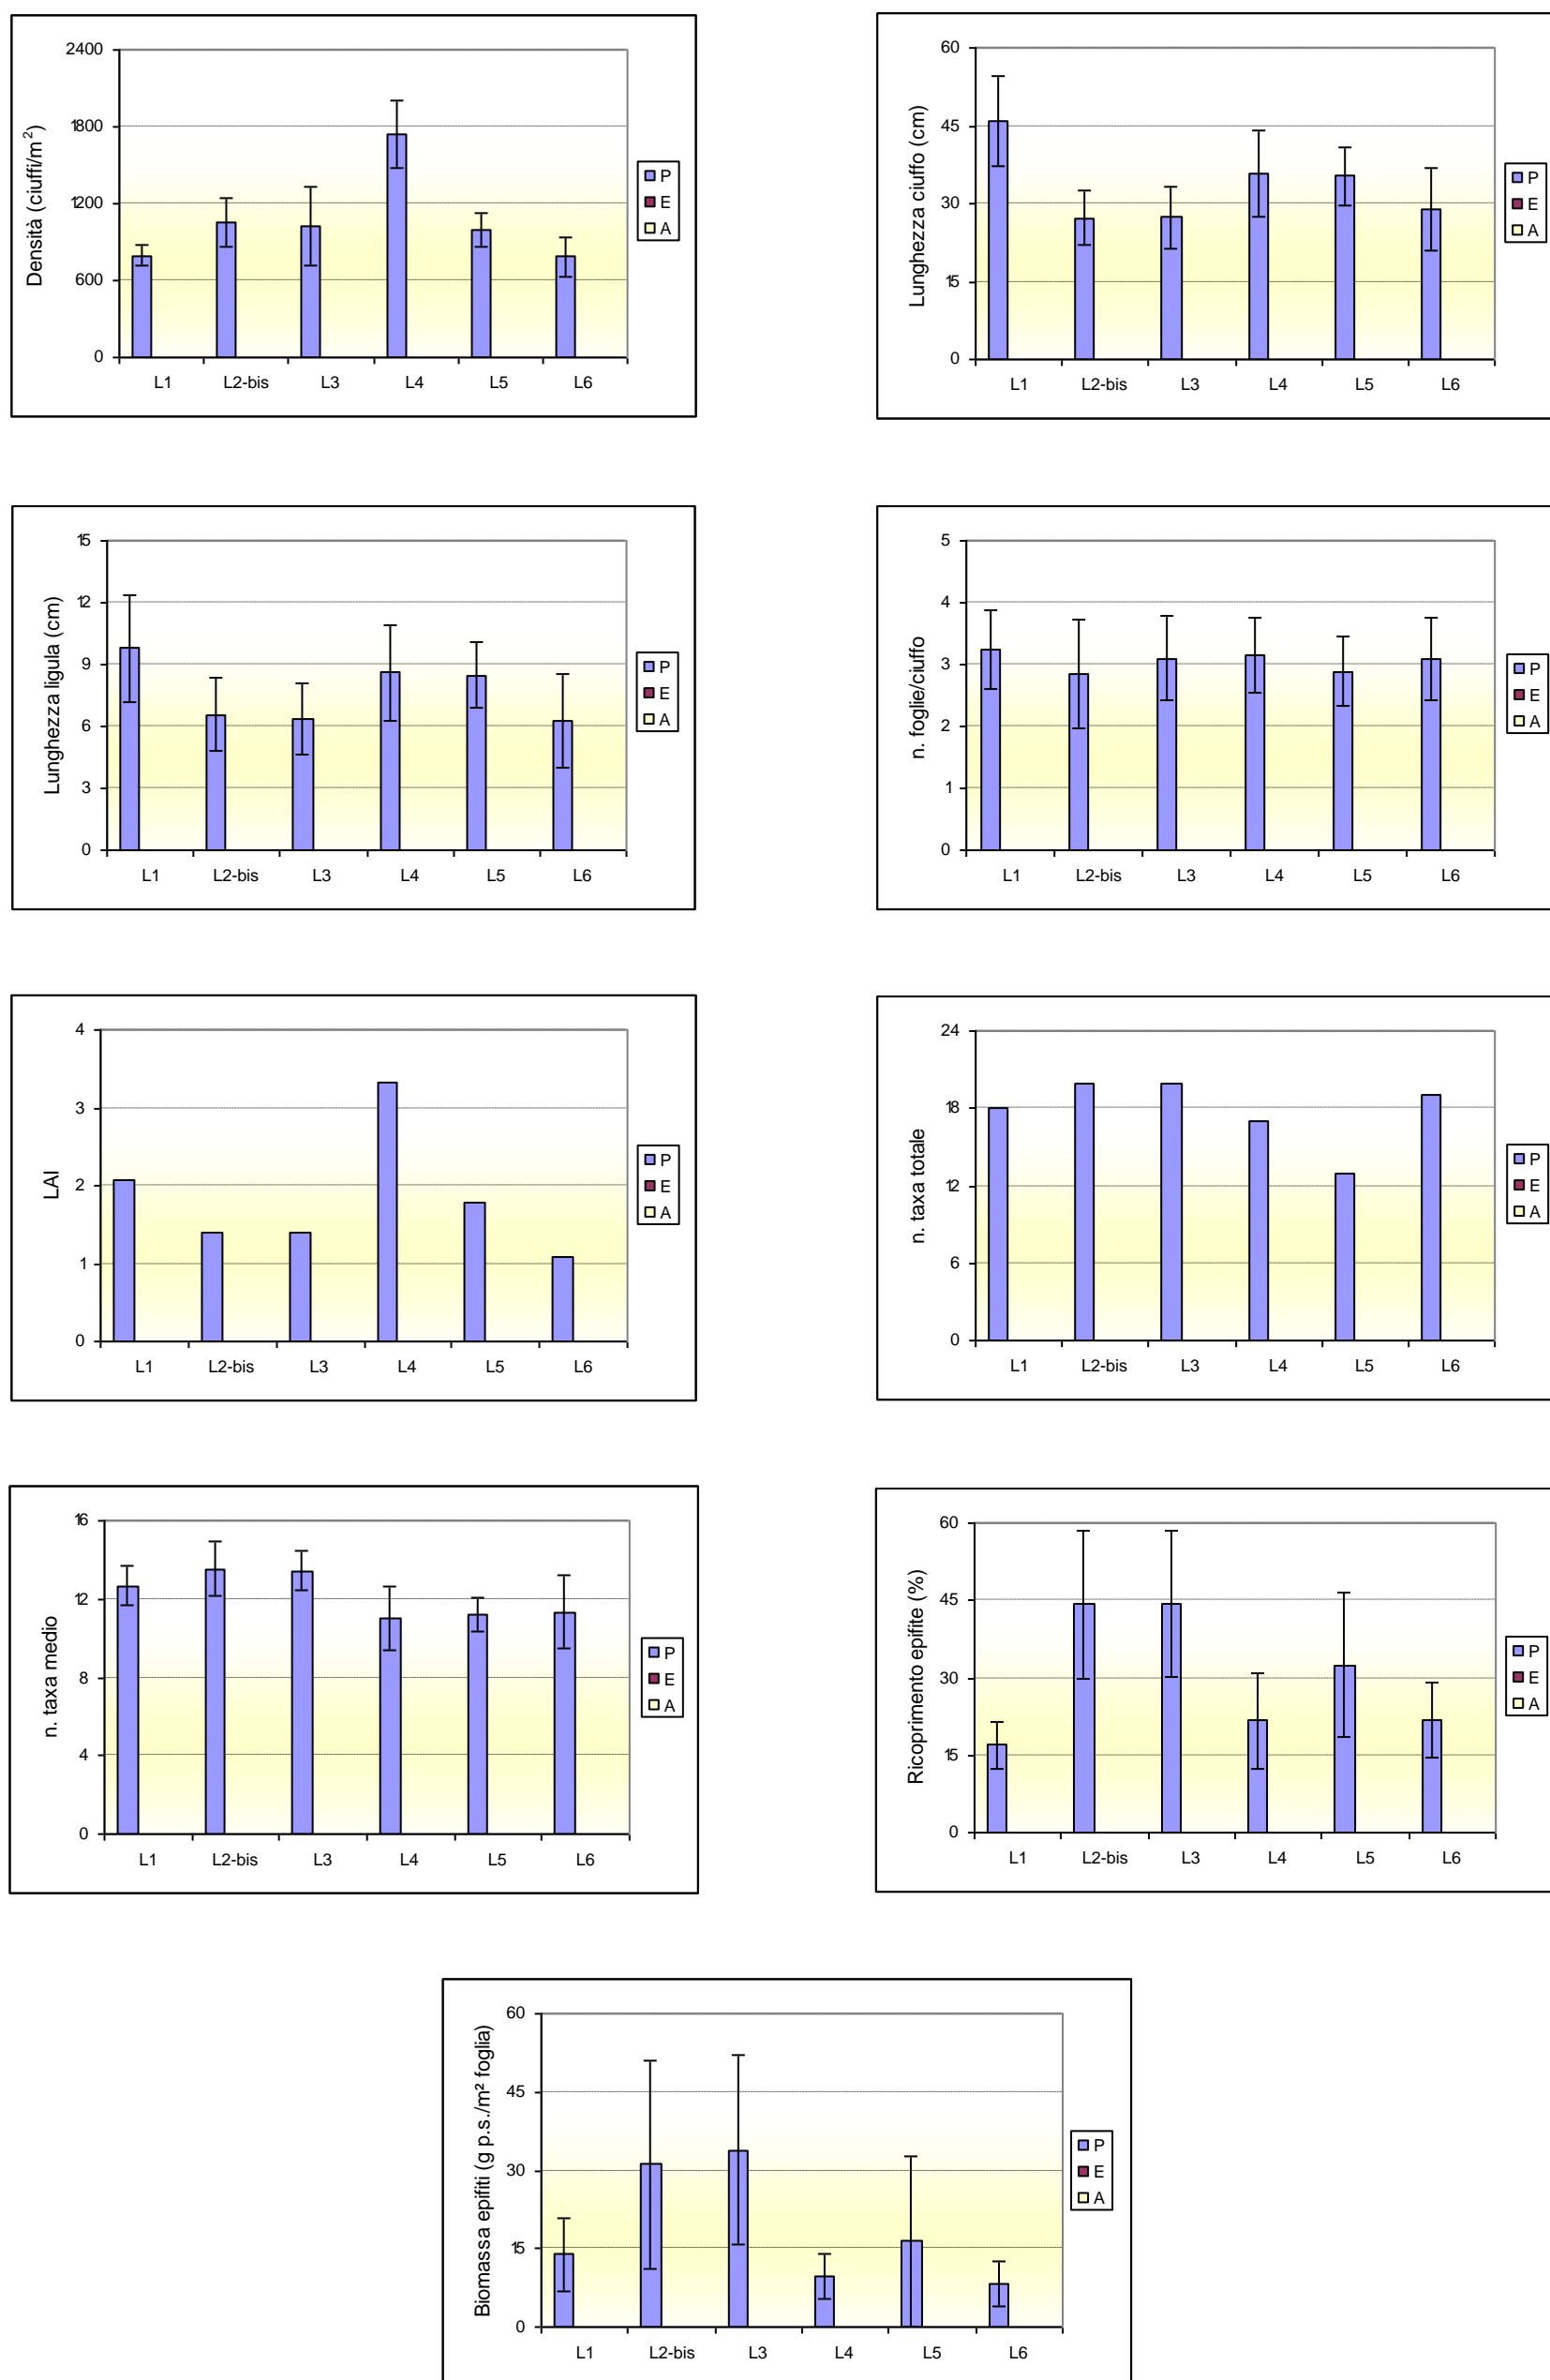 Densità (ciuffi/m²)
2400
1800
1200
600
0
L1 L2-bis L3 L4 L5 L6
P
E
A
Lunghezza ciuffo (cm)
60
45
30
15
0
L1 L2-bis L3 L4 L5 L6
P
E
A
Lunghezza ligula (cm)
15
12
9
6
3
0
L1 L2-bis L3 L4 L5 L6
P
E
A
n. foglie/ciuffo
5
4
3
2
1
0
L1 L2-bis L3 L4 L5 L6
P
E
A
LAI
4
3
2
1
0
L1 L2-bis L3 L4 L5 L6
P
E
A
n. taxa totale
24
18
12
6
0
L1 L2-bis L3 L4 L5 L6
P
E
A
n. taxa medio
16
12
8
4
0
L1 L2-bis L3 L4 L5 L6
P
E
A
Ricoprimento epifite (%)
60
45
30
15
0
L1 L2-bis L3 L4 L5 L6
P
E
A
Biomassa epifiti (g p.s./m² foglia)
60
45
30
15
0
L1 L2-bis L3 L4 L5 L6
P
E
A